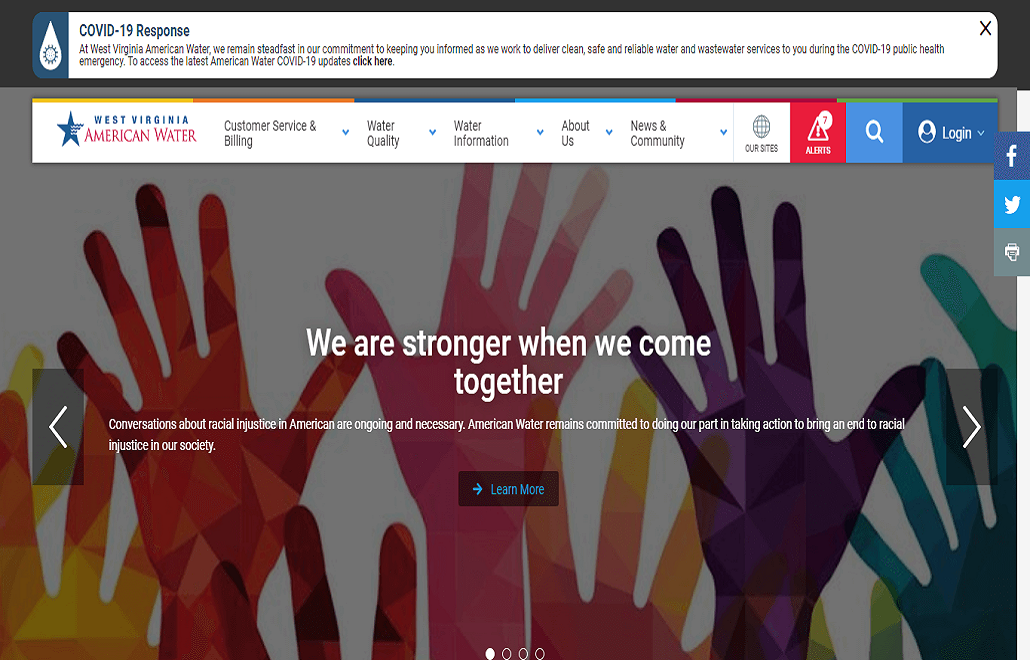 COVID-19 Response
X
At West Virginia American Water, we remain steadfast in our commitment to keeping you informed as we work to deliver clean, safe and reliable water and wastewater services to you during the COVID-19 public health
emergency. To access the latest American Water COVID-19 updates click here.
WEST VIRGINIA
AMERICAN WATER
Customer Service &
Billing
Water
Quality
Water
Information
About
Us
News &
Community
OUR SITES
7
ALERTS
Login
We are stronger when we come
together
Conversations about racial injustice in American are ongoing and necessary. American Water remains committed to doing our part in taking action to bring an end to racial
injustice in our society.
Learn More